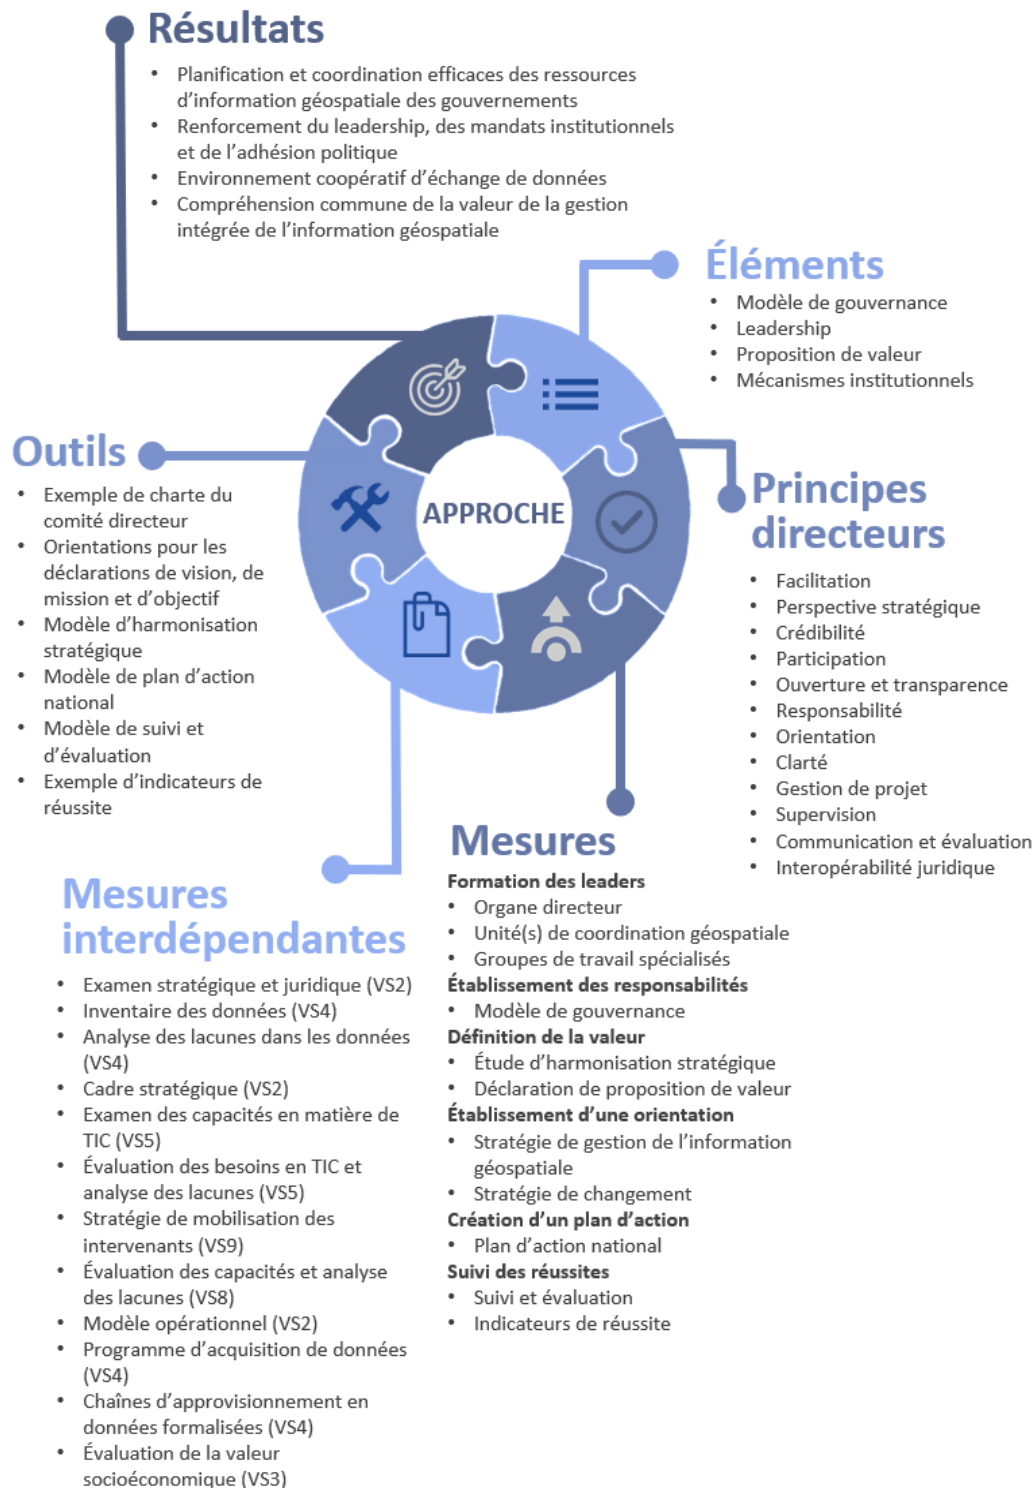 Résultats
• Planification et coordination efficaces des ressources
d’information géospatiale des gouvernements
• Renforcement du leadership, des mandats institutionnels
et de l’adhésion politique
• Environnement coopératif d’échange de données
• Compréhension commune de la valeur de la gestion
intégrée de l’information géospatiale
Éléments
• Modèle de gouvernance
• Leadership
• Proposition de valeur
• Mécanismes institutionnels
APPROCHE
Outils
• Exemple de charte du
comité directeur
• Orientations pour les
déclarations de vision, de
mission et d’objectif
• Modèle d’harmonisation
stratégique
• Modèle de plan d’action
national
• Modèle de suivi et
d’évaluation
• Exemple d’indicateurs de
réussite
Principes
directeurs
• Facilitation
• Perspective stratégique
• Crédibilité
• Participation
• Ouverture et transparence
• Responsabilité
• Orientation
• Clarté
• Gestion de projet
• Supervision
• Communication et évaluation
• Interopérabilité juridique
Mesures
interdépendantes
• Examen stratégique et juridique (VS2)
• Inventaire des données (VS4)
• Analyse des lacunes dans les données
(VS4)
• Cadre stratégique (VS2)
• Examen des capacités en matière de
TIC (VS5)
• Évaluation des besoins en TIC et
analyse des lacunes (VS5)
• Stratégie de mobilisation des
intervenants (VS9)
• Évaluation des capacités et analyse
des lacunes (VS8)
• Modèle opérationnel (VS2)
• Programme d’acquisition de données
(VS4)
• Chaînes d’approvisionnement en
données formalisées (VS4)
• Évaluation de la valeur
socioéconomique (VS3)
Mesures
Formation des leaders
• Organe directeur
• Unité(s) de coordination géospatiale
• Groupes de travail spécialisés
Établissement des responsabilités
• Modèle de gouvernance
Définition de la valeur
• Étude d’harmonisation stratégique
• Déclaration de proposition de valeur
Établissement d’une orientation
• Stratégie de gestion de l’information
géospatiale
• Stratégie de changement
Création d’un plan d’action
• Plan d’action national
Suivi des réussites
• Suivi et évaluation
• Indicateurs de réussite